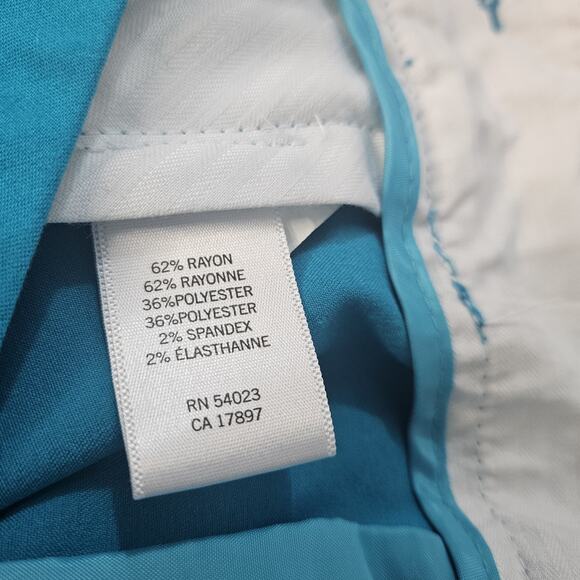 62% RAYON
62% RAYONNE
36%POLYESTER
36%POLYESTER
2% SPANDEX
2% ÉLASTHANNE
RN 54023
CA 17897